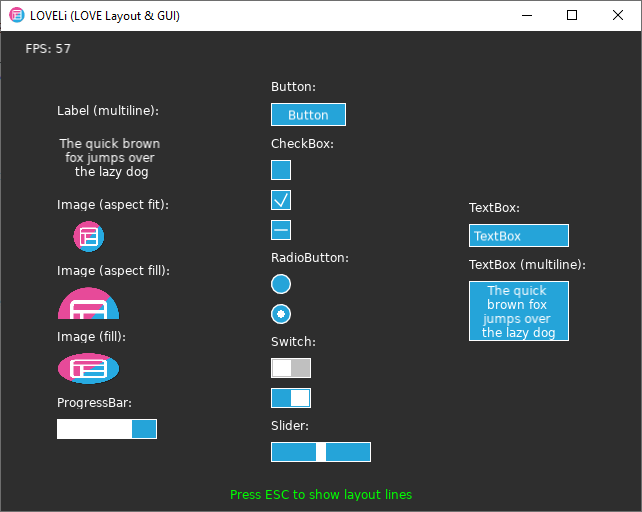 LOVELi (LOVE Layout & GUI)
FPS: 57
Label (multiline):
The quick brown
fox jumps over
the lazy dog
Image (aspect fit):
Image (aspect fill):
Image (fill):
ProgressBar:
Button:
Button
CheckBox:
RadioButton:
Switch:
Slider:
TextBox:
TextBox
TextBox (multiline):
The quick
brown fox
jumps over
the lazy dog
Press ESC to show layout lines